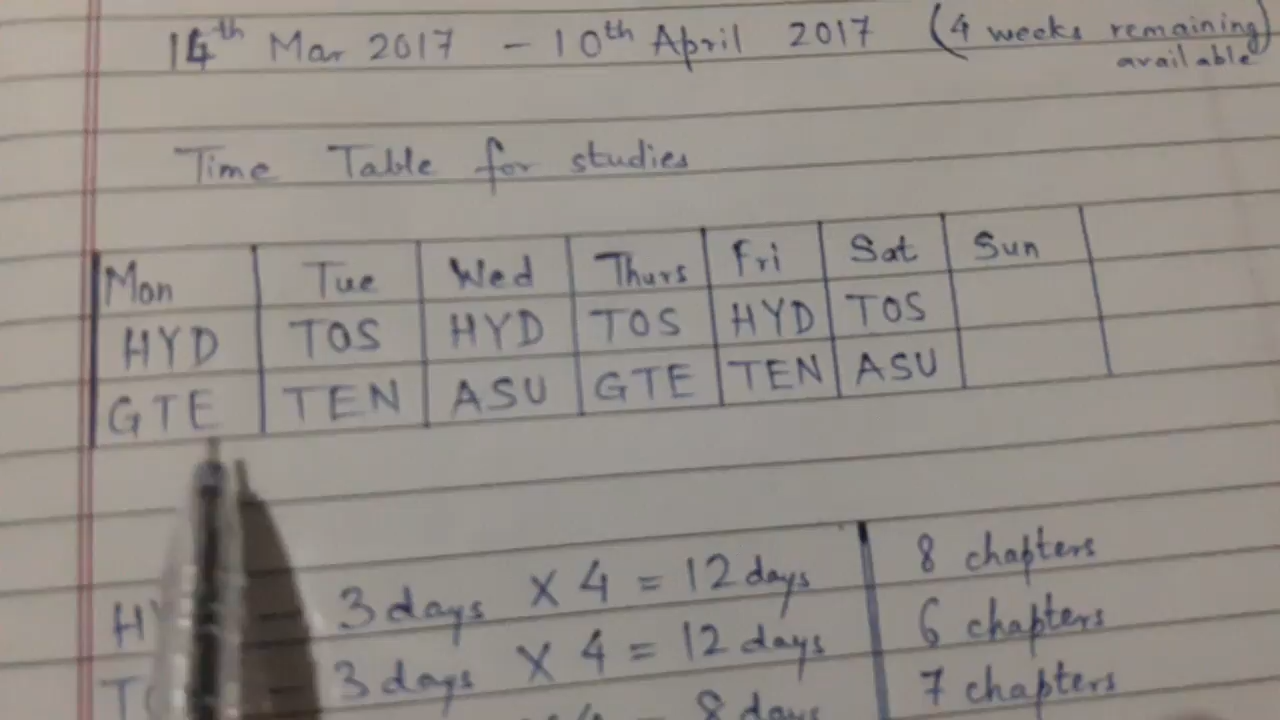 14th Mar 2017 - 10th April 2017 (4 weeks remaining)
available
Time Table for studies
Mon Tue Wed Thurs Fri Sat Sun
HYD TOS HYD TOS HYD TOS
GTE TEN ASU GTE TEN ASU
3 days X 4 = 12 days 8 chapters
3 days X 4 = 12 days 6 chapters
= 8 days 7 chapters